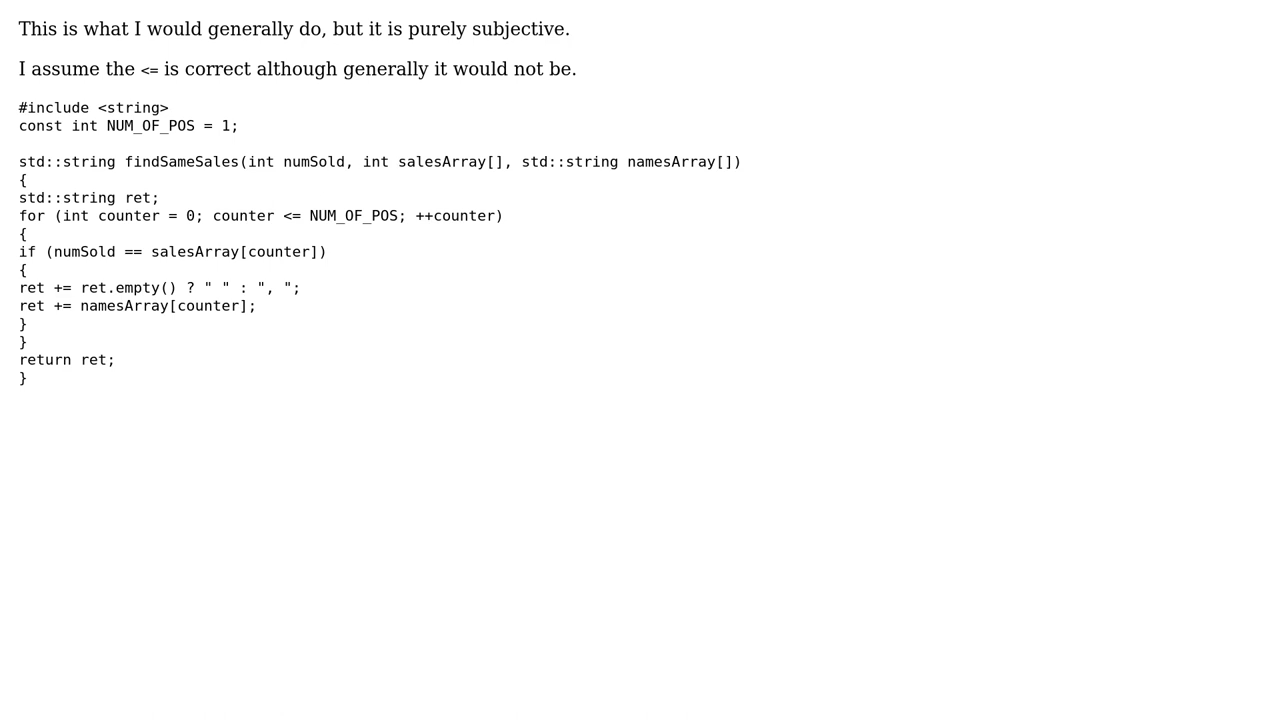 This is what I would generally do, but it is purely subjective.
I assume the <= is correct although generally it would not be.
#include <string>
const int NUM_OF_POS = 1;
std::string findSameSales(int numSold, int salesArray[], std::string namesArray[])
{
std::string ret;
for (int counter = 0; counter <= NUM_OF_POS; ++counter)
{
if (numSold == salesArray[counter])
{
ret += ret.empty() ? " " : ", ";
ret += namesArray[counter];
}
}
return ret;
}